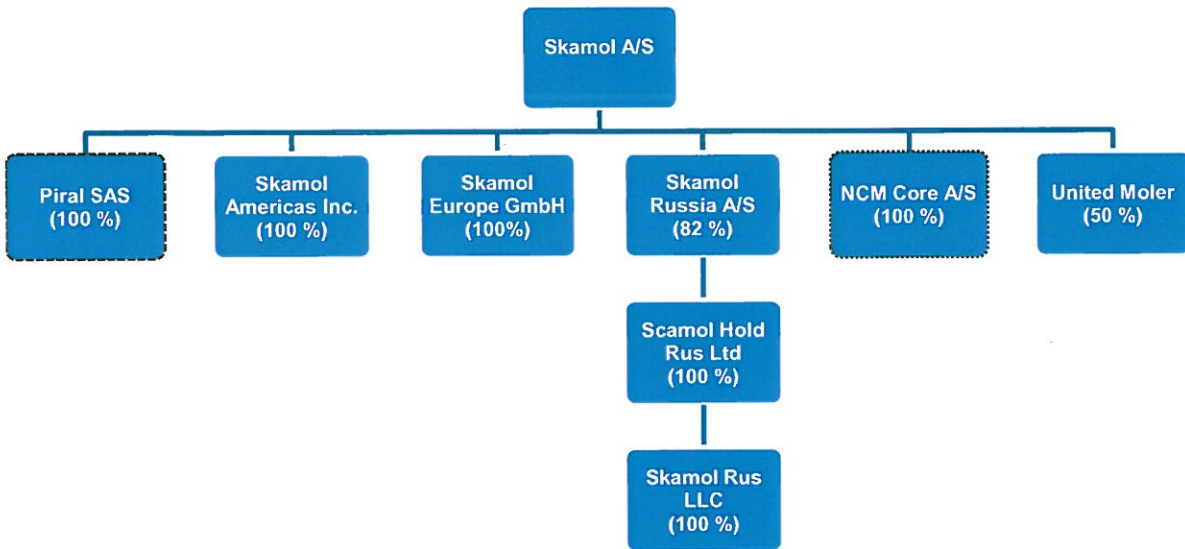 Skamol A/S
Piral SAS
(100 %)
Skamol
Americas Inc.
(100 %)
Skamol
Europe GmbH
(100%)
Skamol
Russia A/S
(82 %)
NCM Core A/S
(100 %)
United Moler
(50 %)
Scamol Hold
Rus Ltd
(100 %)
Skamol Rus
LLC
(100 %)